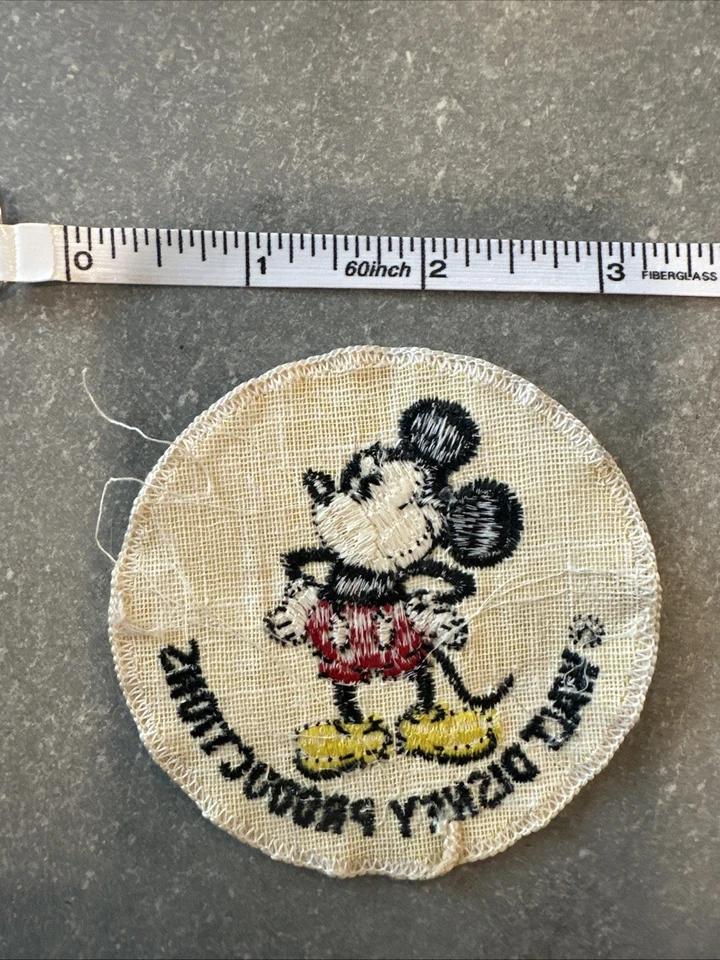 0 1 60inch 2 3 FIBERGLASS
© WALT DISNEY PRODUCTIONS